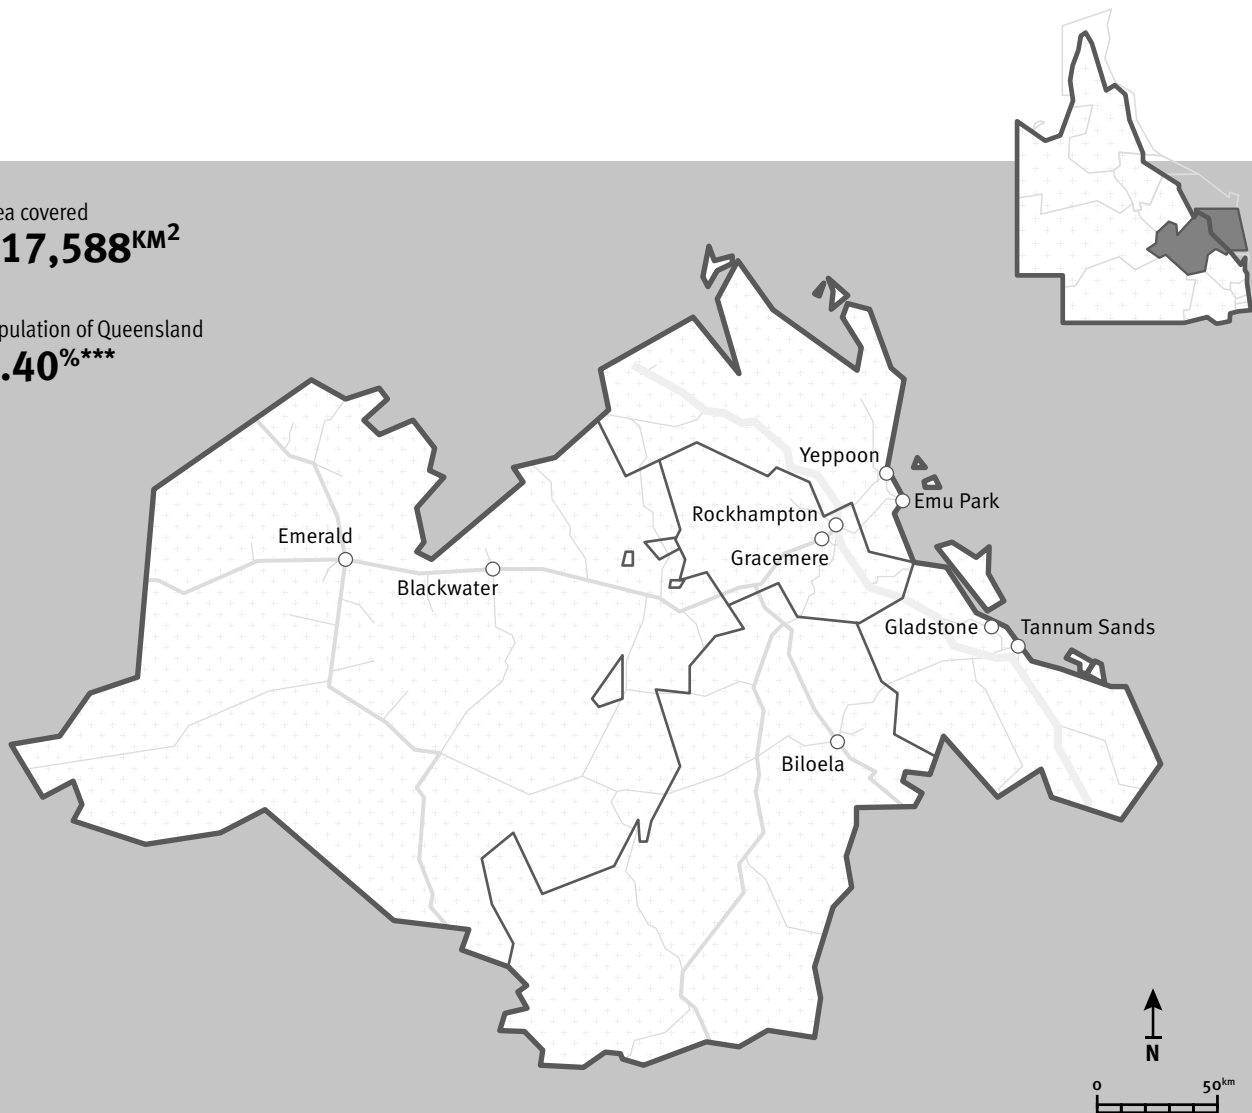 ea covered
17,588KM2
pulation of Queensland
.40%***
Yeppoon
Emu Park
Rockhampton
Gracemere
Emerald
Blackwater
Gladstone
Tannum Sands
Biloela
N
0 50km